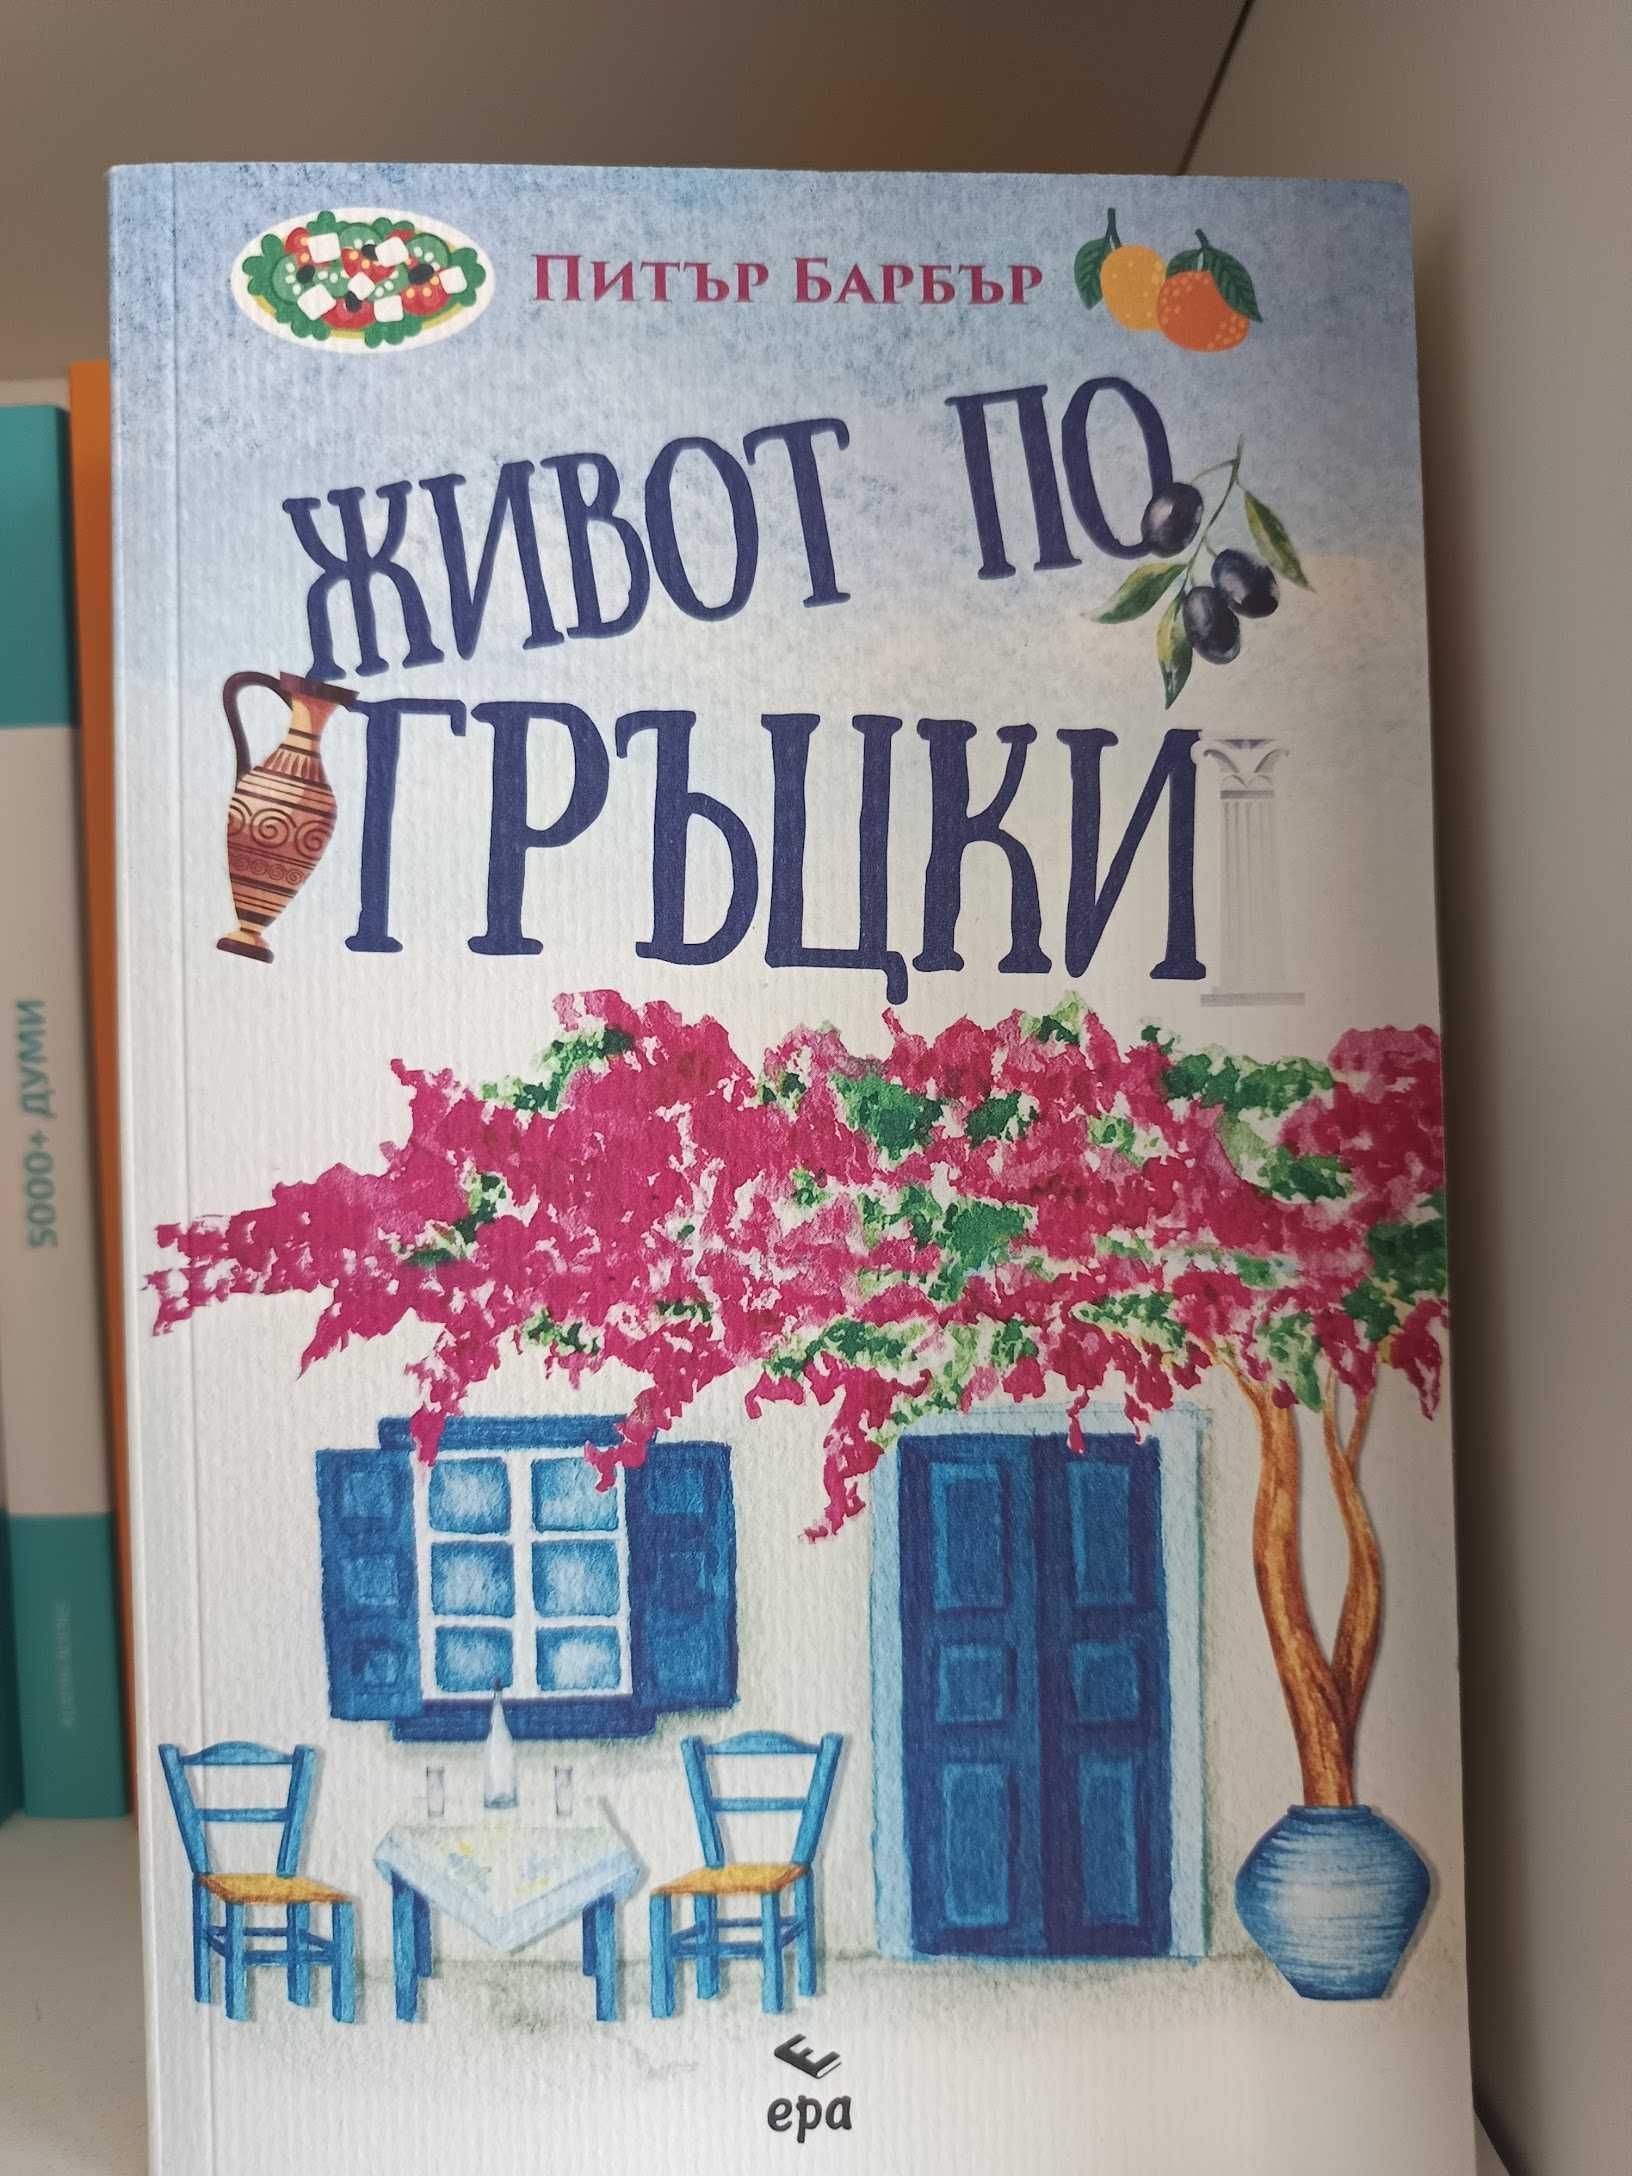 Питър Барбър
ЖИВОТ ПО
ГРЪЦКИ
ера
5000+ ДУМИ